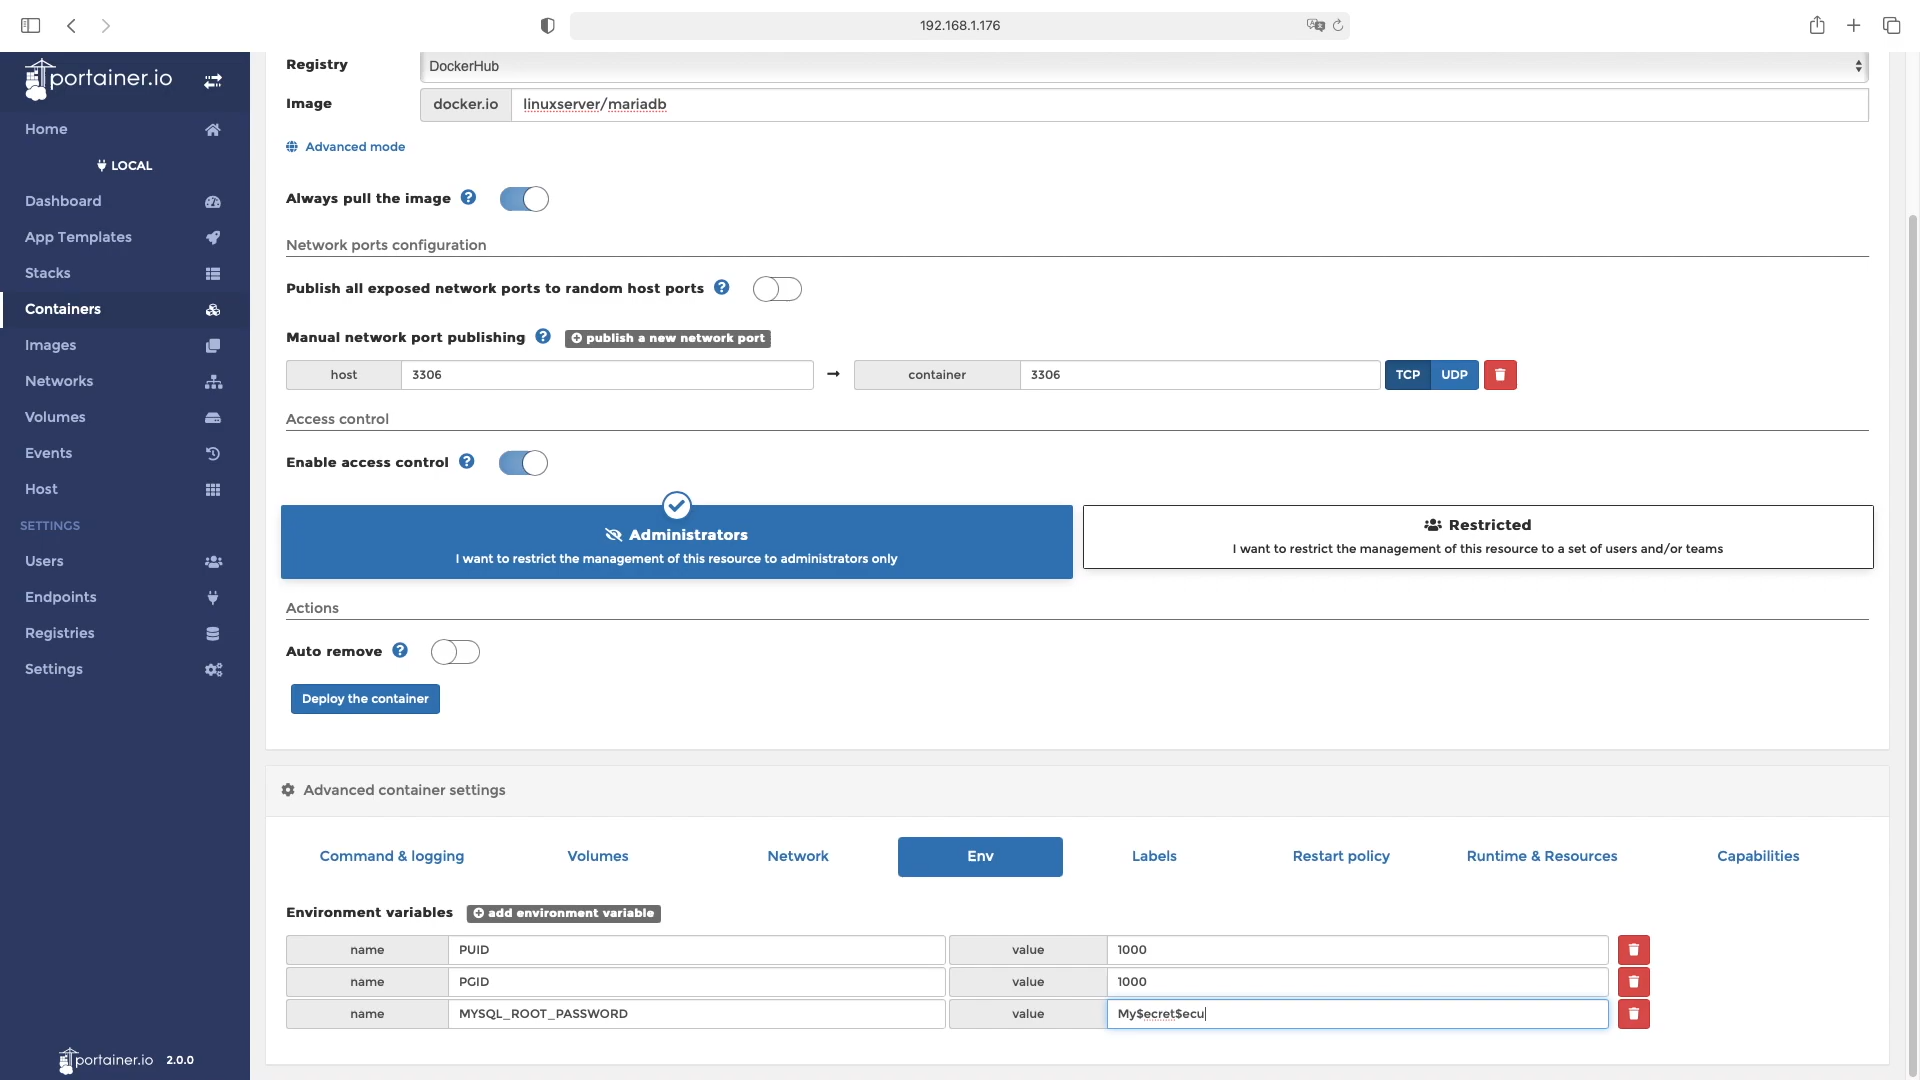 192.168.1.176
portainer.io
Home
LOCAL
Dashboard
App Templates
Stacks
Containers
Images
Networks
Volumes
Events
Host
SETTINGS
Users
Endpoints
Registries
Settings
portainer.io 2.0.0
Registry DockerHub
Image docker.io linuxserver/mariadb
Advanced mode
Always pull the image ?
Network ports configuration
Publish all exposed network ports to random host ports ?
Manual network port publishing ? publish a new network port
host 3306 → container 3306 TCP UDP
Access control
Enable access control ?
Administrators
I want to restrict the management of this resource to administrators only
Restricted
I want to restrict the management of this resource to a set of users and/or teams
Actions
Auto remove ?
Deploy the container
Advanced container settings
Command & logging Volumes Network Env Labels Restart policy Runtime & Resources Capabilities
Environment variables add environment variable
name PUID value 1000
name PGID value 1000
name MYSQL_ROOT_PASSWORD value My$ecret$ecu